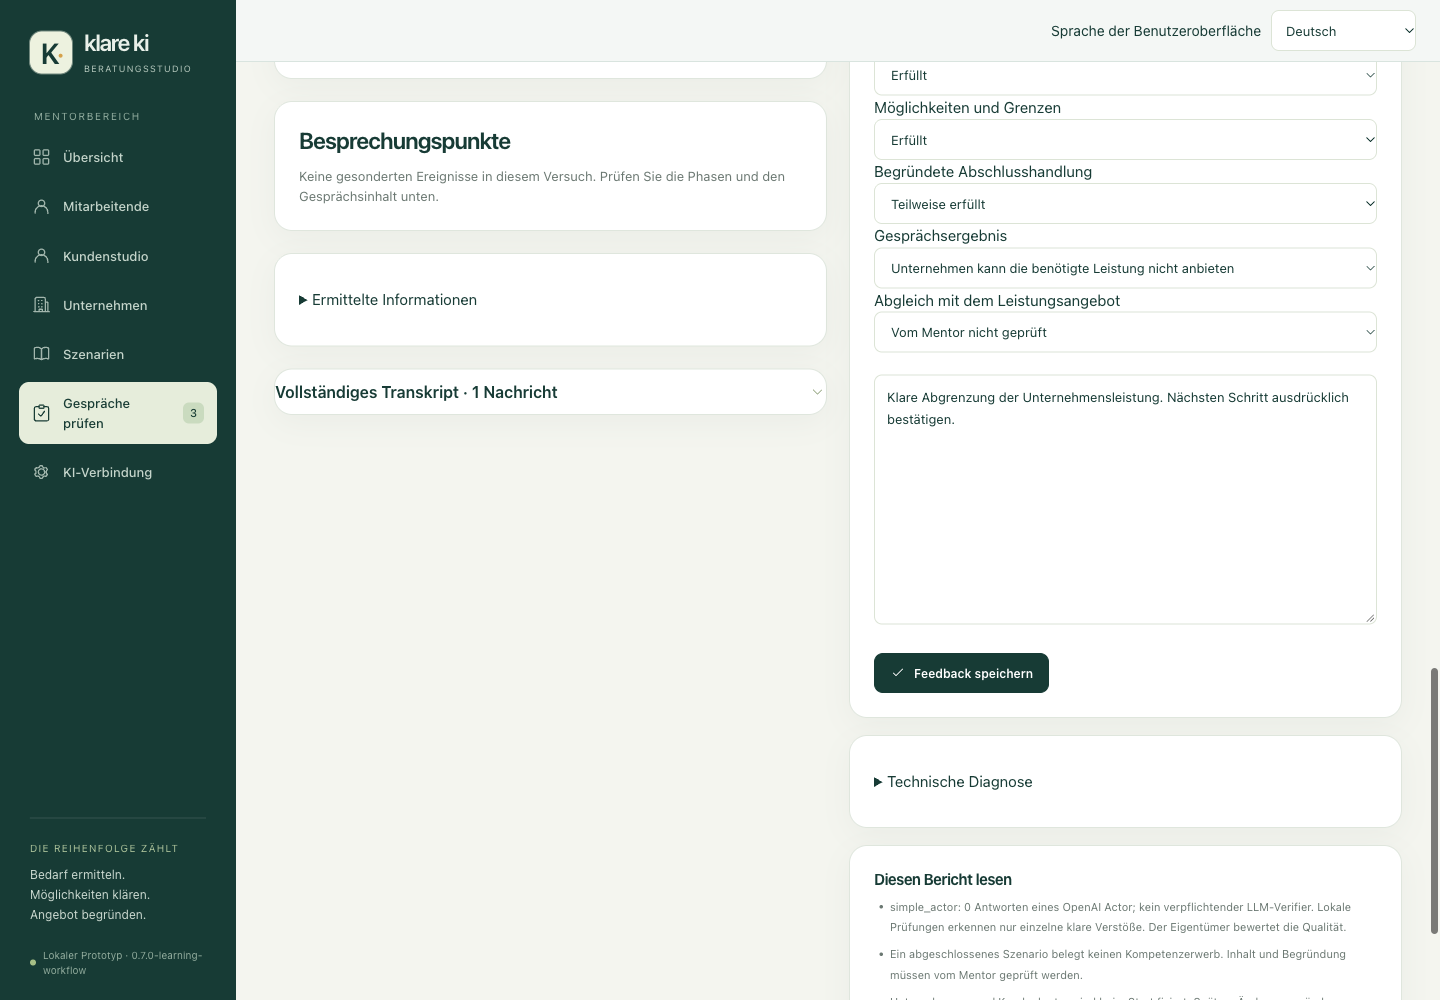 klare ki
BERATUNGSSTUDIO
MENTORBEREICH
Übersicht
Mitarbeitende
Kundenstudio
Unternehmen
Szenarien
Gespräche
prüfen
3
KI-Verbindung
DIE REIHENFOLGE ZÄHLT
Bedarf ermitteln.
Möglichkeiten klären.
Angebot begründen.
Lokaler Prototyp · 0.7.0-learning-
workflow
Sprache der Benutzeroberfläche
Deutsch
Besprechungspunkte
Keine gesonderten Ereignisse in diesem Versuch. Prüfen Sie die Phasen und den
Gesprächsinhalt unten.
Ermittelte Informationen
Vollständiges Transkript · 1 Nachricht
Erfüllt
Möglichkeiten und Grenzen
Erfüllt
Begründete Abschlusshandlung
Teilweise erfüllt
Gesprächsergebnis
Unternehmen kann die benötigte Leistung nicht anbieten
Abgleich mit dem Leistungsangebot
Vom Mentor nicht geprüft
Klare Abgrenzung der Unternehmensleistung. Nächsten Schritt ausdrücklich
bestätigen.
Feedback speichern
Technische Diagnose
Diesen Bericht lesen
• simple_actor: 0 Antworten eines OpenAI Actor; kein verpflichtender LLM-Verifier. Lokale
Prüfungen erkennen nur einzelne klare Verstöße. Der Eigentümer bewertet die Qualität.
• Ein abgeschlossenes Szenario belegt keinen Kompetenzerwerb. Inhalt und Begründung
müssen vom Mentor geprüft werden.